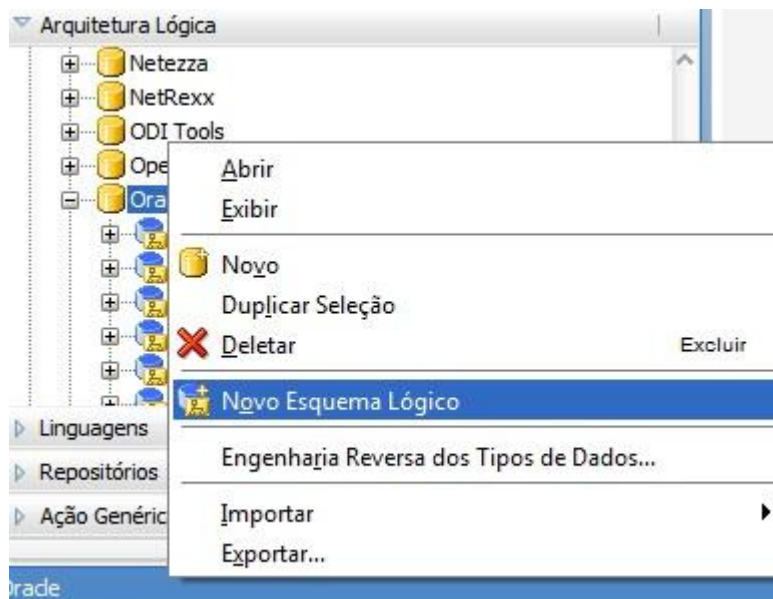 Arquitetura Lógica
Netezza
NetRexx
ODI Tools
Ope
Ora
Abrir
Exibir
Novo
Duplicar Seleção
Deletar Excluir
Novo Esquema Lógico
Linguagens
Engenharia Reversa dos Tipos de Dados...
Repositórios
Ação Genéric
Importar
Exportar...
Oracle